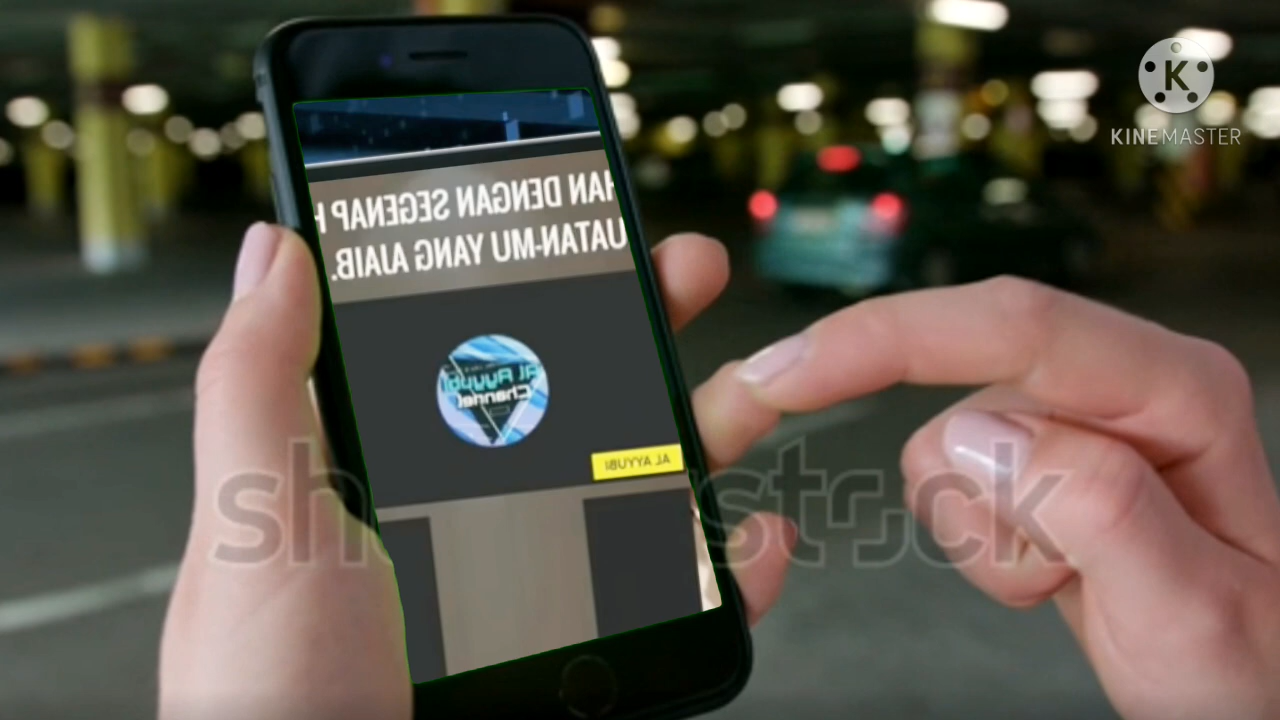 K
KINEMASTER
HAN DENGAN SEGENAP H
UATAN-MU YANG AJAIB.
Al Ayyubi
Channel
AL AYYUBI
shutterstock